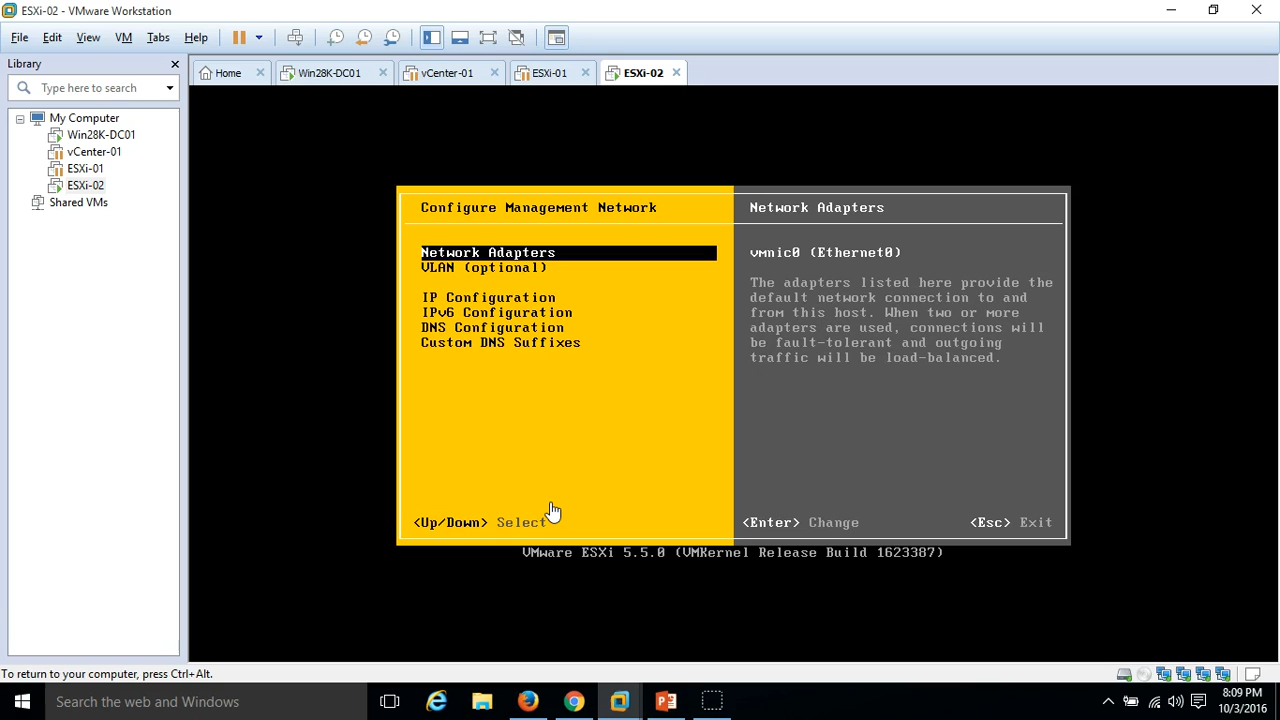 ESXi-02 - VMware Workstation
File Edit View VM Tabs Help
Library
Type here to search
My Computer
Win28K-DC01
vCenter-01
ESXi-01
ESXi-02
Shared VMs
Home Win28K-DC01 vCenter-01 ESXi-01 ESXi-02
Configure Management Network
Network Adapters
VLAN (optional)
IP Configuration
IPv6 Configuration
DNS Configuration
Custom DNS Suffixes
<Up/Down> Select
Network Adapters
vmnic0 (Ethernet0)
The adapters listed here provide the
default network connection to and
from this host. When two or more
adapters are used, connections will
be fault-tolerant and outgoing
traffic will be load-balanced.
<Enter> Change <Esc> Exit
VMware ESXi 5.5.0 (VMKernel Release Build 1623387)
To return to your computer, press Ctrl+Alt.
Search the web and Windows
8:09 PM
10/3/2016